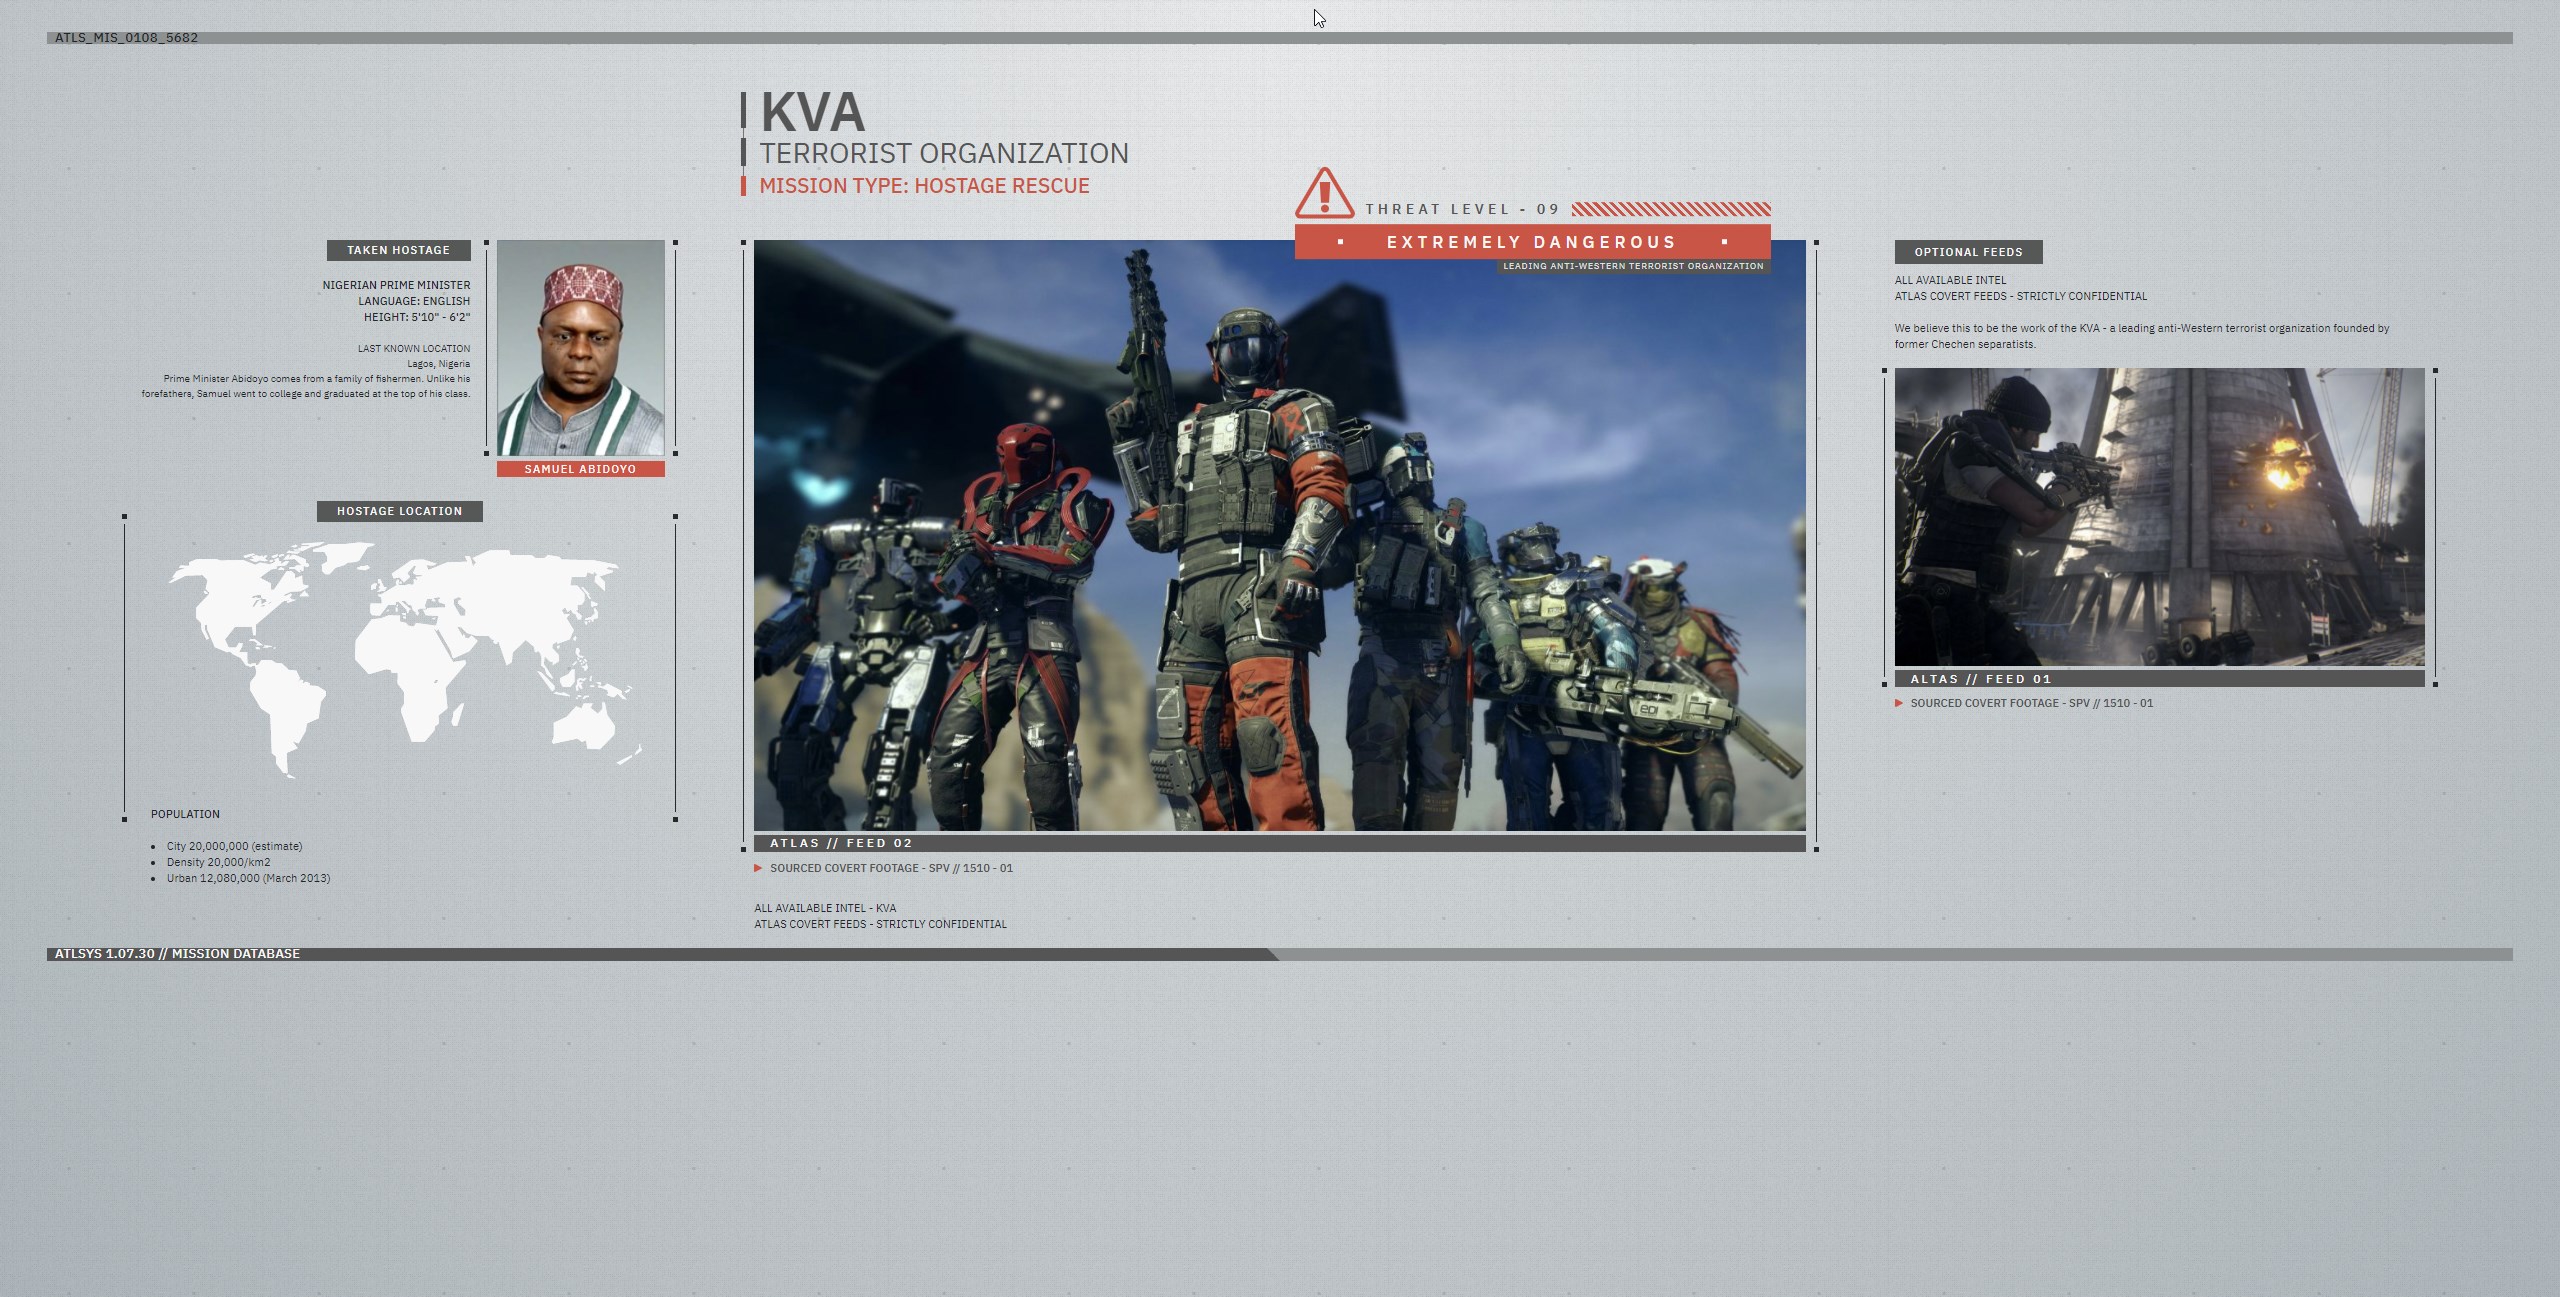 ATLS_MIS_0108_5682
KVA
TERRORIST ORGANIZATION
MISSION TYPE: HOSTAGE RESCUE
THREAT LEVEL - 09
EXTREMELY DANGEROUS
LEADING ANTI-WESTERN TERRORIST ORGANIZATION
TAKEN HOSTAGE
NIGERIAN PRIME MINISTER
LANGUAGE: ENGLISH
HEIGHT: 5'10" - 6'2"
LAST KNOWN LOCATION
Lagos, Nigeria
Prime Minister Abidoyo comes from a family of fishermen. Unlike his
forefathers, Samuel went to college and graduated at the top of his class.
SAMUEL ABIDOYO
HOSTAGE LOCATION
POPULATION
• City 20,000,000 (estimate)
• Density 20,000/km2
• Urban 12,080,000 (March 2013)
EDI
ATLAS // FEED 02
SOURCED COVERT FOOTAGE - SPV // 1510 - 01
ALL AVAILABLE INTEL - KVA
ATLAS COVERT FEEDS - STRICTLY CONFIDENTIAL
OPTIONAL FEEDS
ALL AVAILABLE INTEL
ATLAS COVERT FEEDS - STRICTLY CONFIDENTIAL
We believe this to be the work of the KVA - a leading anti-Western terrorist organization founded by
former Chechen separatists.
ALTAS // FEED 01
SOURCED COVERT FOOTAGE - SPV // 1510 - 01
ATLSYS 1.07.30 // MISSION DATABASE